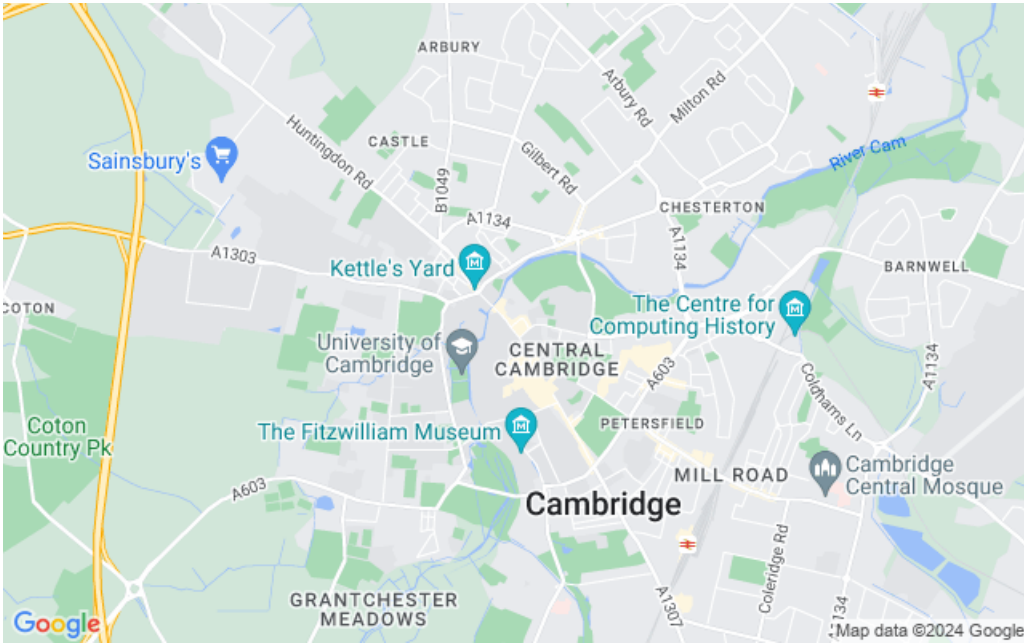 ARBURY
Arbury Rd
Milton Rd
Huntingdon Rd
CASTLE
Sainsbury's
Gilbert Rd
River Cam
B1049
A1134
CHESTERTON
A1134
A1303
Kettle's Yard
BARNWELL
COTON
The Centre for
Computing History
University of
Cambridge
CENTRAL
CAMBRIDGE
A603
A1134
Coldhams Ln
Coton
Country Pk
The Fitzwilliam Museum
PETERSFIELD
MILL ROAD
Cambridge
Central Mosque
A603
Cambridge
Coleridge Rd
GRANTCHESTER
MEADOWS
A1307
A1134
Google
Map data ©2024 Google